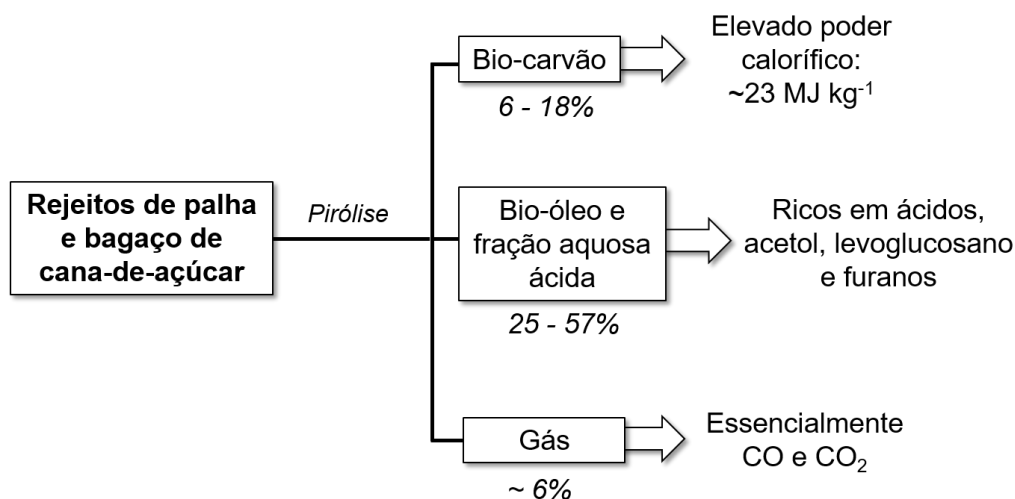 Rejeitos de palha
e bagaço de
cana-de-açúcar
Pirólise
Bio-carvão
6 - 18%
Elevado poder
calorífico:
~23 MJ kg⁻¹
Bio-óleo e
fração aquosa
ácida
25 - 57%
Ricos em ácidos,
acetol, levoglucosano
e furanos
Gás
~ 6%
Essencialmente
CO e CO₂